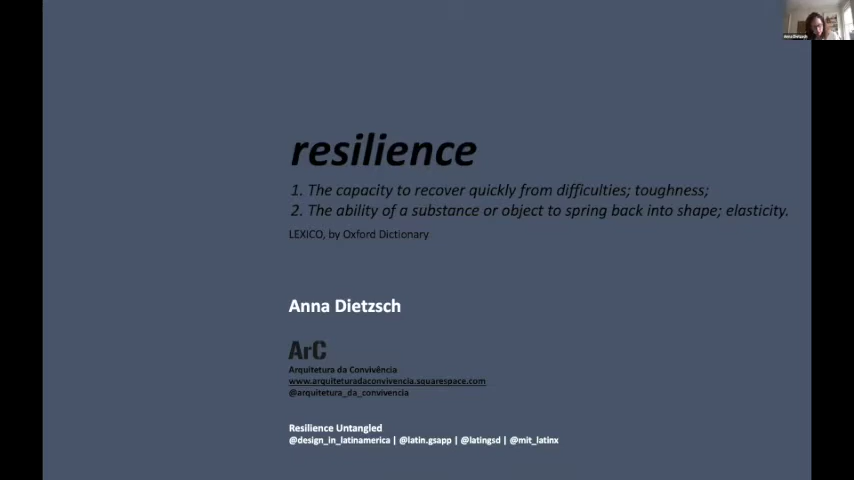 Anna Dietzsch
resilience
1. The capacity to recover quickly from difficulties; toughness;
2. The ability of a substance or object to spring back into shape; elasticity.
LEXICO, by Oxford Dictionary
Anna Dietzsch
ArC
Arquitetura da Convivência
www.arquiteturadaconvivencia.squarespace.com
@arquitetura_da_convivencia
Resilience Untangled
@design_in_latinamerica | @latin.gsapp | @latingsd | @mit_latinx